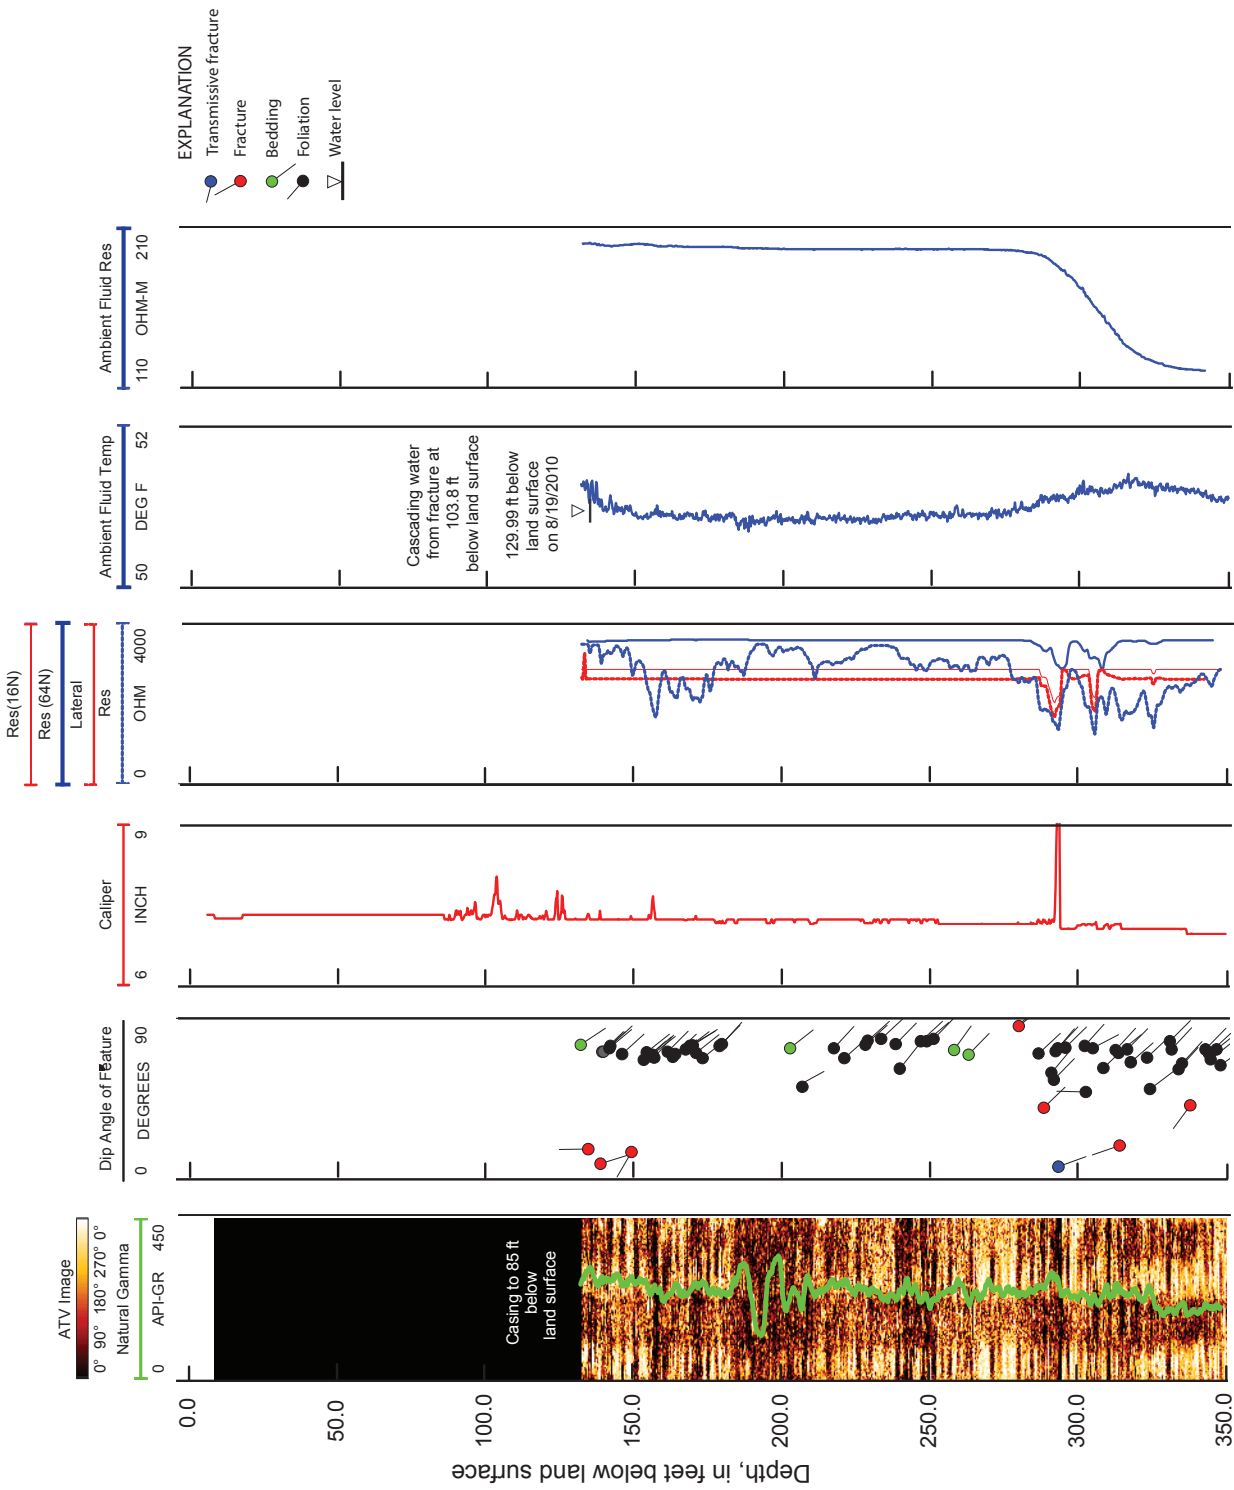 EXPLANATION
Transmissive fracture
Fracture
Bedding
Foliation
Water level
Ambient Fluid Res
110 OHM-M 210
Ambient Fluid Temp
50 DEG F 52
Cascading water
from fracture at
103.8 ft
below land surface
129.99 ft below
land surface
on 8/19/2010
Res(16N)
Res (64N)
Lateral
Res
0 OHM 4000
Caliper
6 INCH 9
Dip Angle of Feature
0 DEGREES 90
ATV Image
0° 90° 180° 270° 0°
Natural Gamma
0 API-GR 450
Casing to 85 ft
below
land surface
0.0
50.0
100.0
150.0
200.0
250.0
300.0
350.0
Depth, in feet below land surface